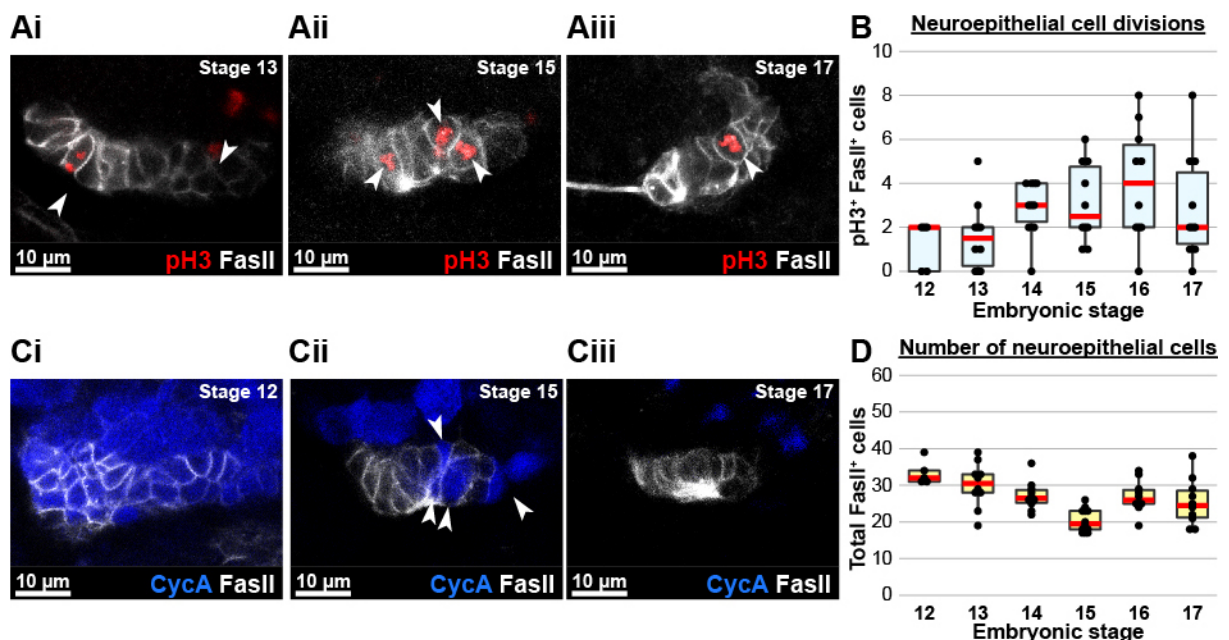 Ai
Stage 13
10 µm
pH3 FasII
Aii
Stage 15
10 µm
pH3 FasII
Aiii
Stage 17
10 µm
pH3 FasII
B
Neuroepithelial cell divisions
pH3⁺ FasII⁺ cells
10
8
6
4
2
0
12 13 14 15 16 17
Embryonic stage
Ci
Stage 12
10 µm
CycA FasII
Cii
Stage 15
10 µm
CycA FasII
Ciii
Stage 17
10 µm
CycA FasII
D
Number of neuroepithelial cells
Total FasII⁺ cells
60
50
40
30
20
10
0
12 13 14 15 16 17
Embryonic stage